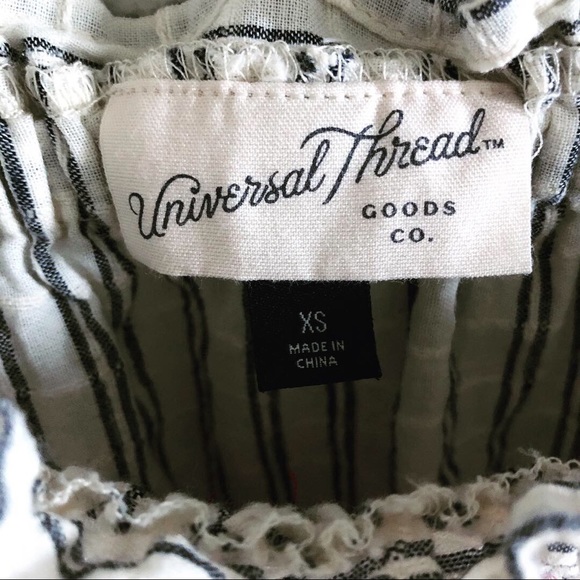 Universal Thread™
GOODS
CO.
XS
MADE IN
CHINA